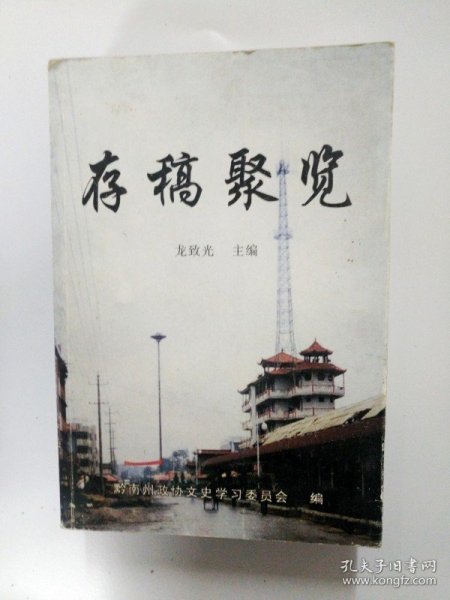 存稿聚览
龙致光 主编
黔南州政协文史学习委员会 编
孔夫子旧书网
www.kongfz.com